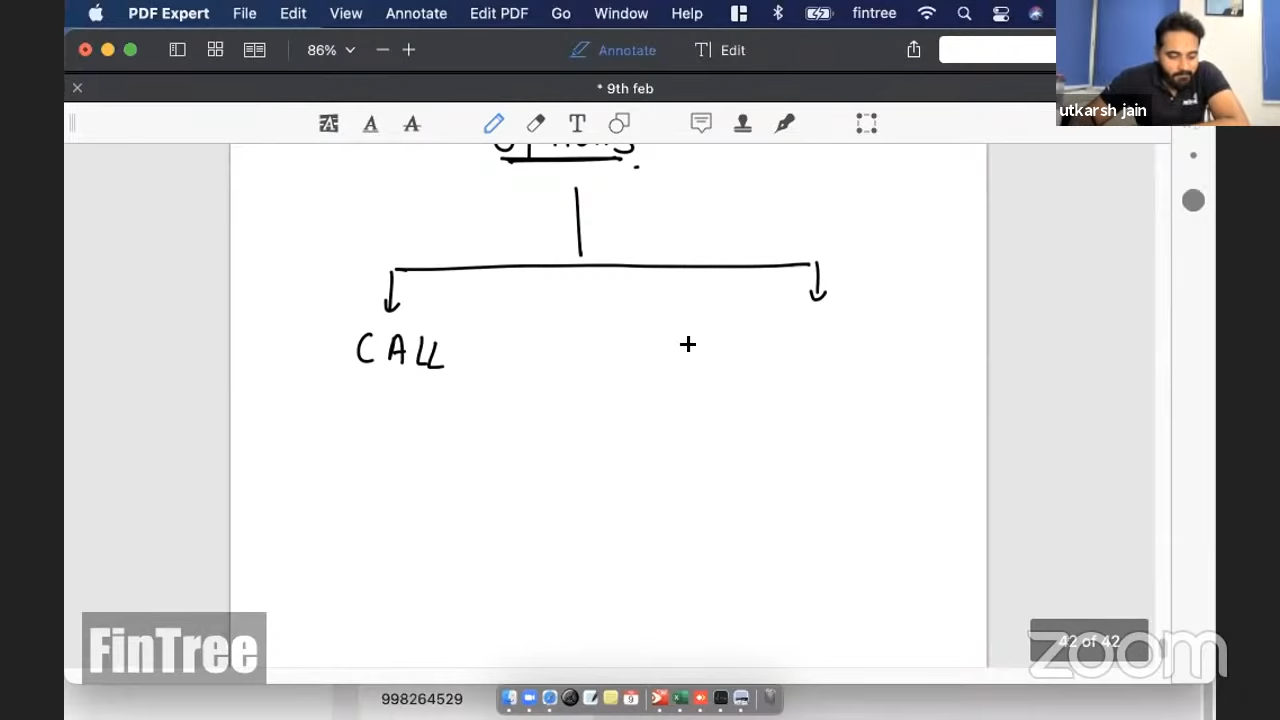 PDF Expert File Edit View Annotate Edit PDF Go Window Help fintree
86% Annotate T Edit
* 9th feb
utkarsh jain
CALL
FinTree
42 of 42
zoom
998264529